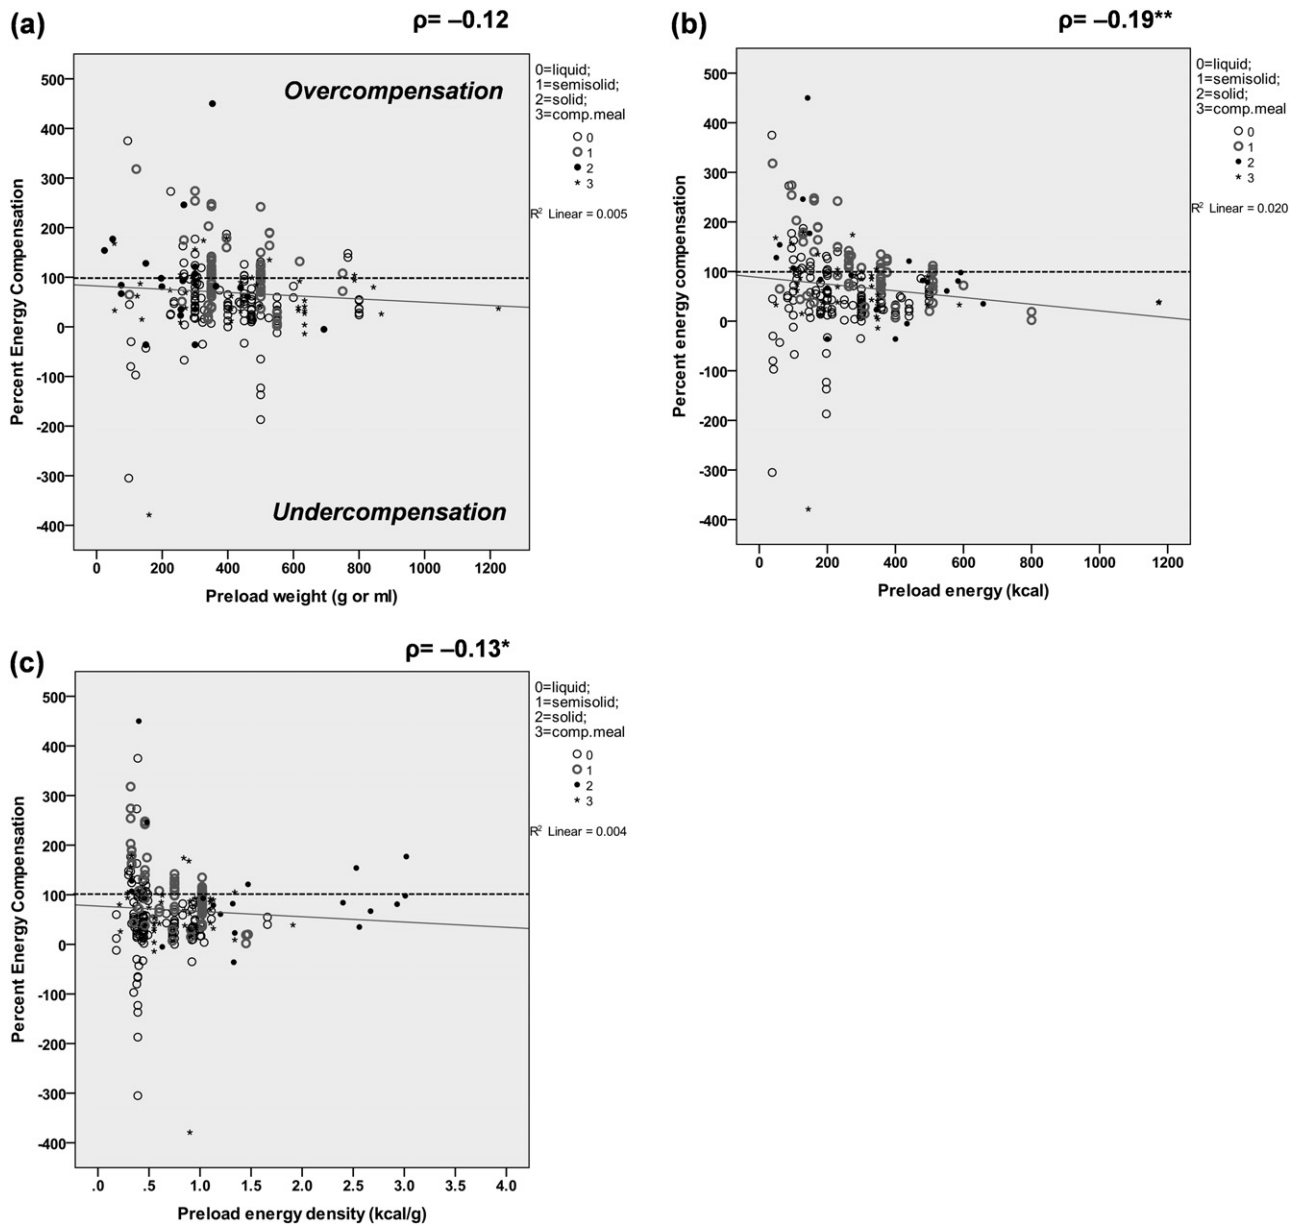 (a)
ρ= –0.12
Overcompensation
Undercompensation
Percent Energy Compensation
500
400
300
200
100
0
-100
-200
-300
-400
0 200 400 600 800 1000 1200
Preload weight (g or ml)
0=liquid;
1=semisolid;
2=solid;
3=comp.meal
0
1
2
3
R² Linear = 0.005
(b)
ρ= –0.19**
Percent energy compensation
500
400
300
200
100
0
-100
-200
-300
-400
0 200 400 600 800 1000 1200
Preload energy (kcal)
0=liquid;
1=semisolid;
2=solid;
3=comp.meal
0
1
2
3
R² Linear = 0.020
(c)
ρ= –0.13*
Percent Energy Compensation
500
400
300
200
100
0
-100
-200
-300
-400
.0 .5 1.0 1.5 2.0 2.5 3.0 3.5 4.0
Preload energy density (kcal/g)
0=liquid;
1=semisolid;
2=solid;
3=comp.meal
0
1
2
3
R² Linear = 0.004